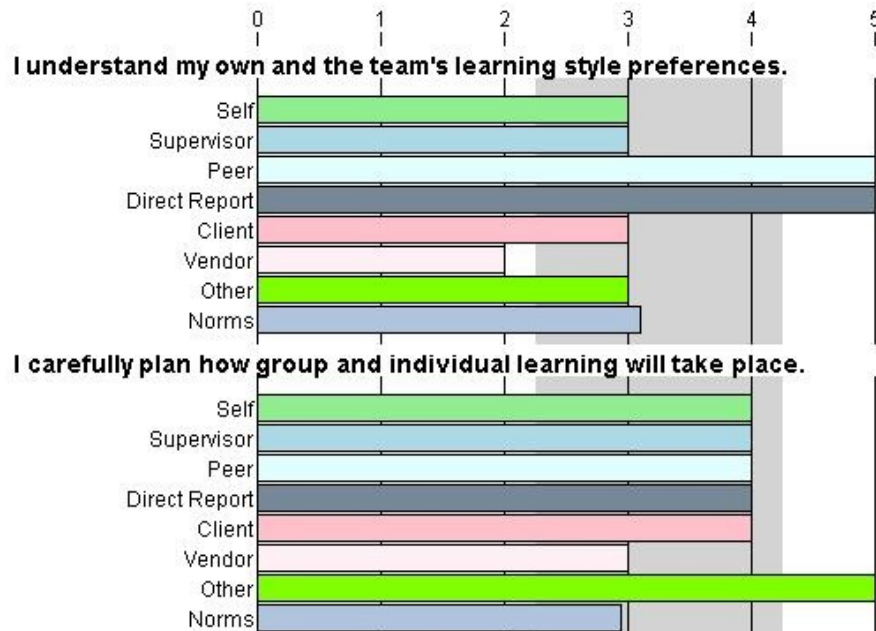 0 1 2 3 4 5
I understand my own and the team's learning style preferences.
Self
Supervisor
Peer
Direct Report
Client
Vendor
Other
Norms
I carefully plan how group and individual learning will take place.
Self
Supervisor
Peer
Direct Report
Client
Vendor
Other
Norms